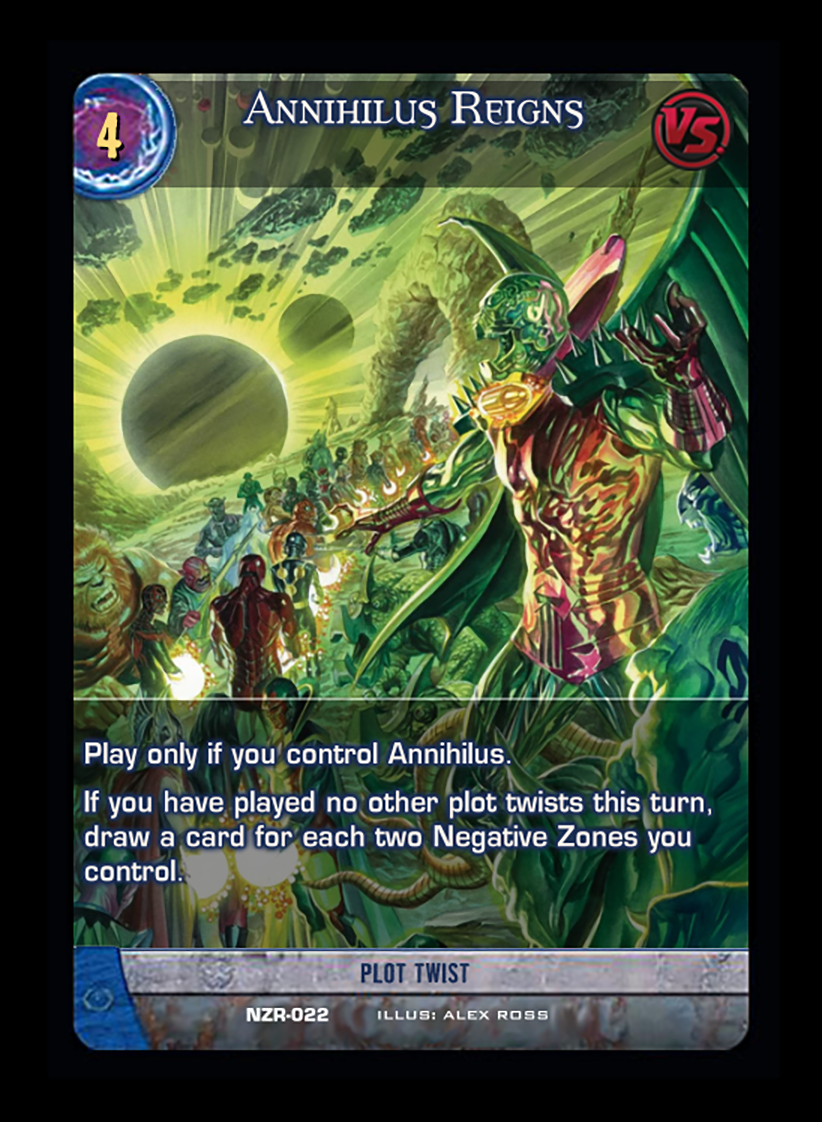 4
Annihilus Reigns
VS
Play only if you control Annihilus.
If you have played no other plot twists this turn,
draw a card for each two Negative Zones you
control.
PLOT TWIST
NZR-022 ILLUS: ALEX ROSS